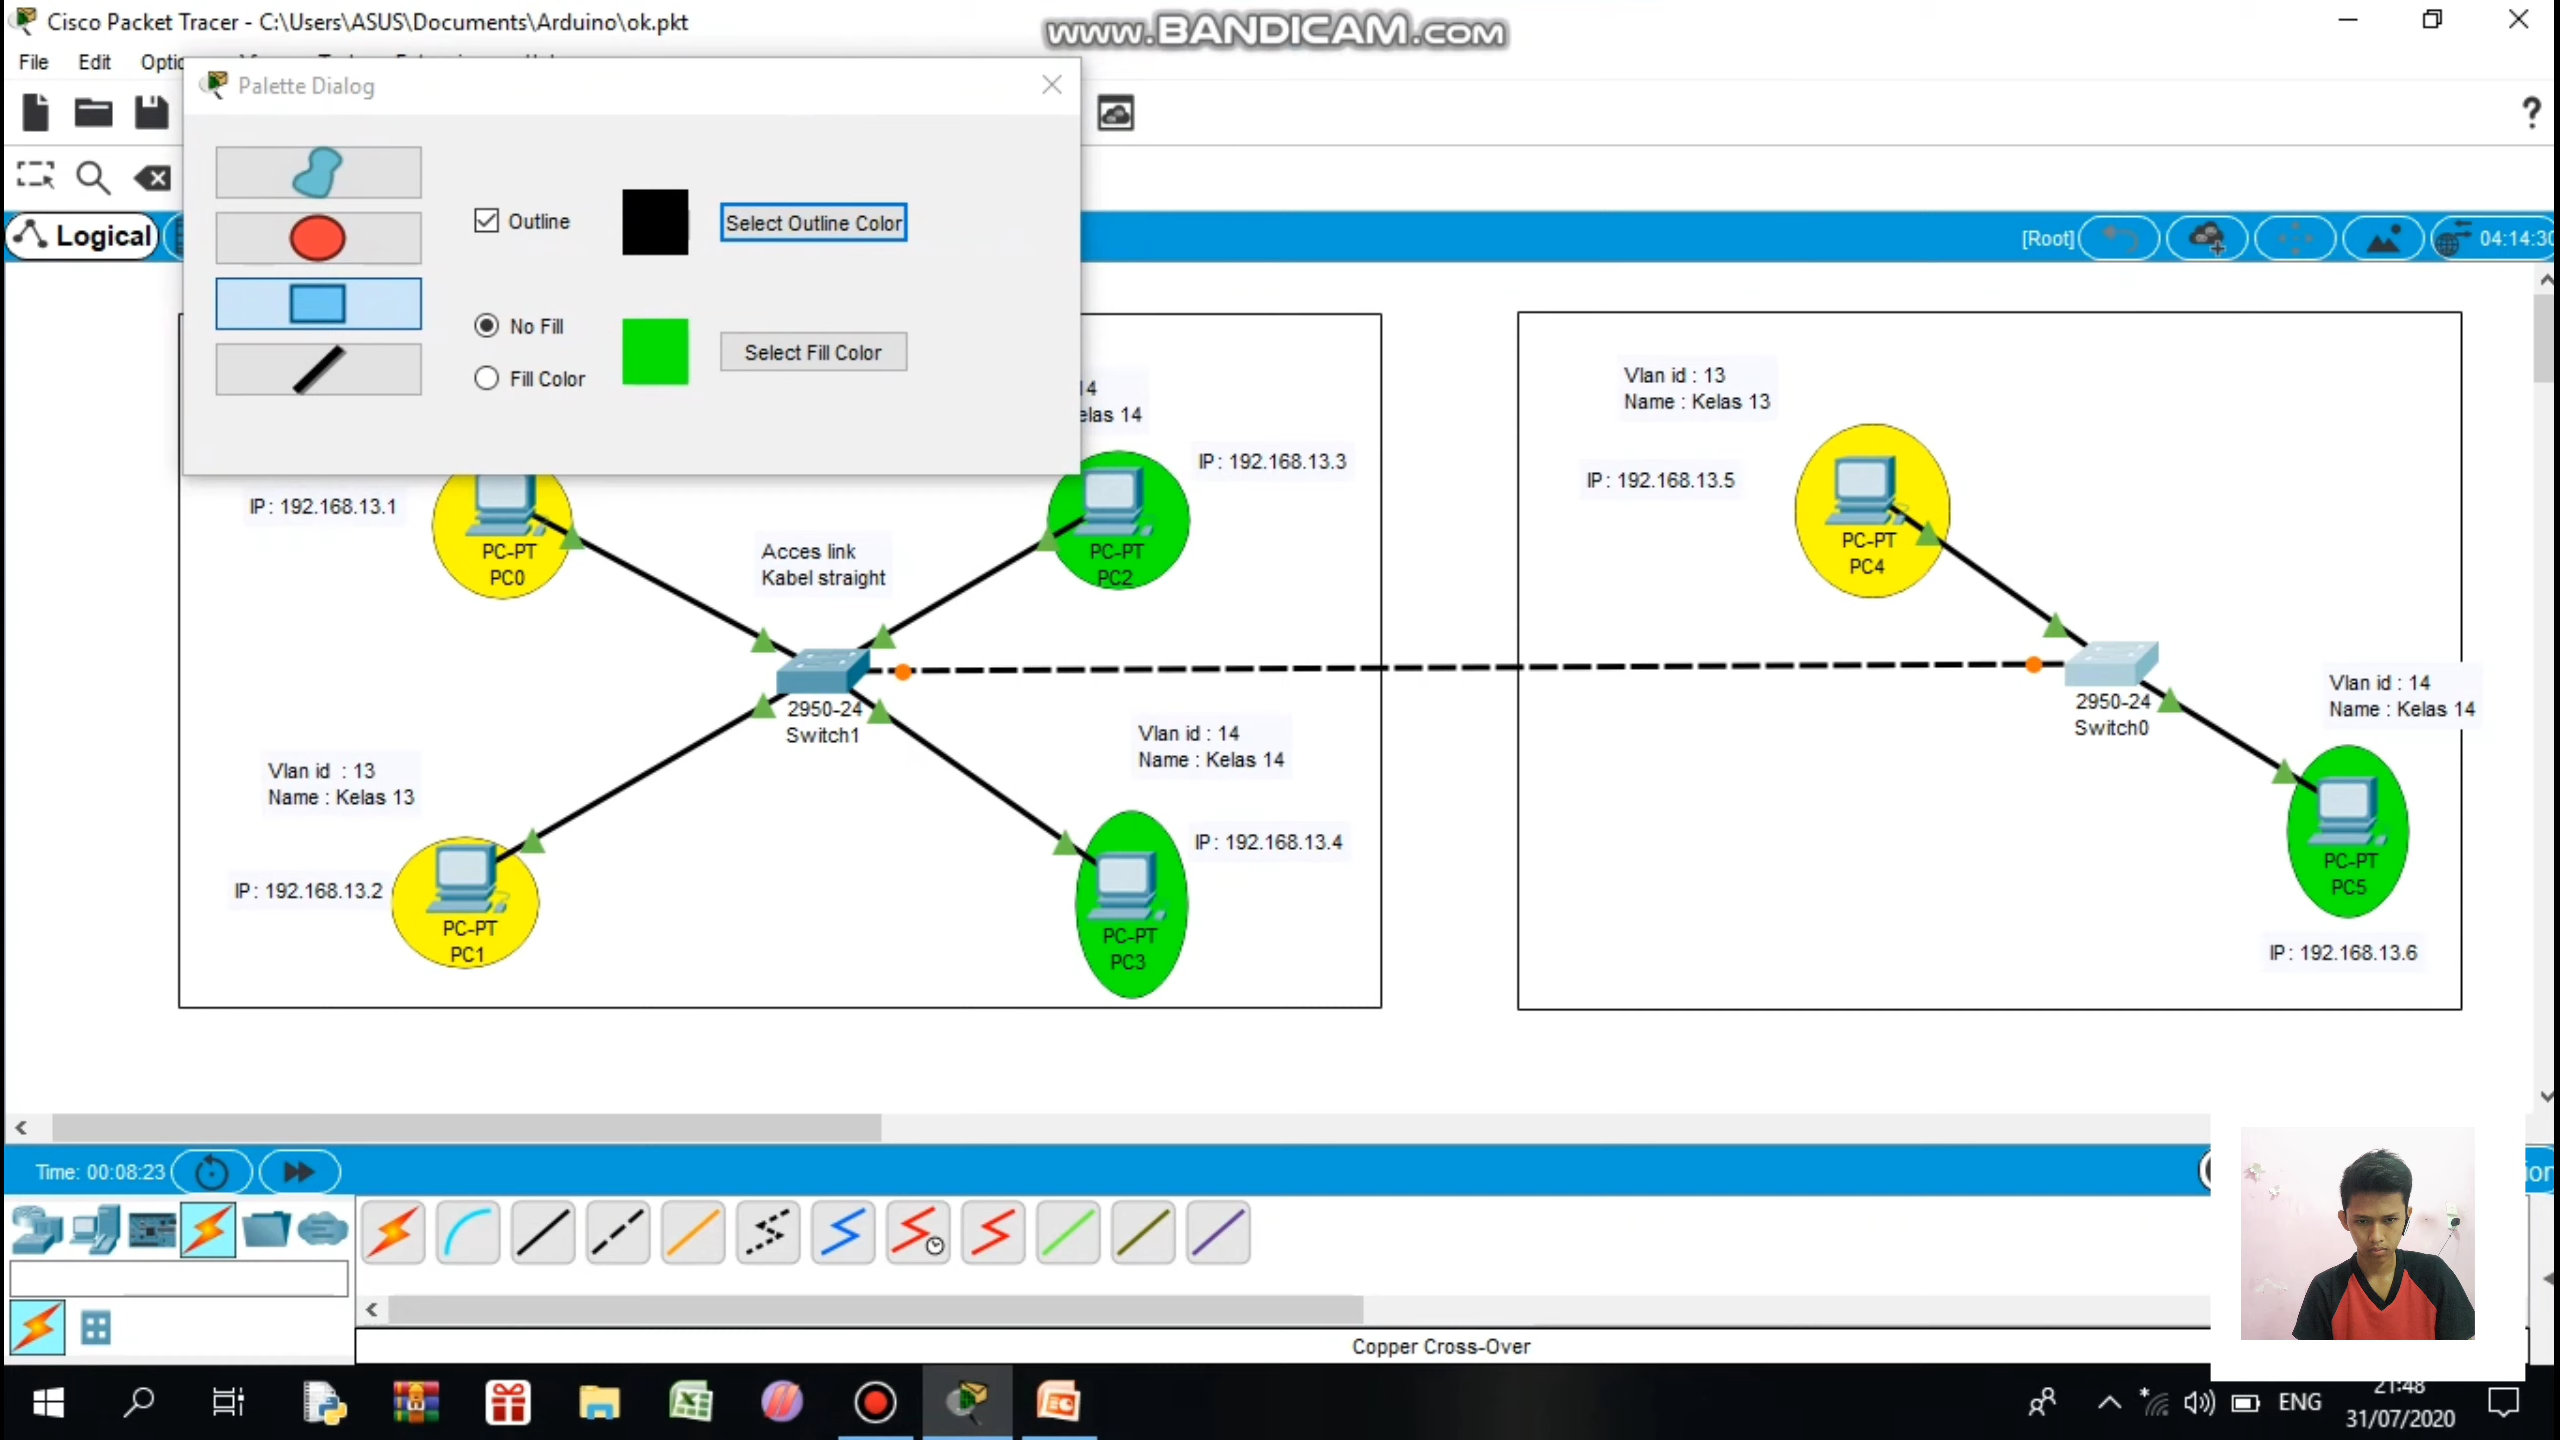 Cisco Packet Tracer - C:\Users\ASUS\Documents\Arduino\ok.pkt
www.BANDICAM.com
File Edit
Palette Dialog
Outline
Select Outline Color
No Fill
Fill Color
Select Fill Color
Logical
[Root]
04:14:30
14
elas 14
IP : 192.168.13.3
IP : 192.168.13.1
PC-PT
PC0
Acces link
Kabel straight
PC-PT
PC2
Vlan id : 13
Name : Kelas 13
IP : 192.168.13.5
PC-PT
PC4
2950-24
Switch1
2950-24
Switch0
Vlan id : 14
Name : Kelas 14
Vlan id : 14
Name : Kelas 14
Vlan id : 13
Name : Kelas 13
IP : 192.168.13.4
IP : 192.168.13.2
PC-PT
PC1
PC-PT
PC3
PC-PT
PC5
IP : 192.168.13.6
Time: 00:08:23
Copper Cross-Over
ENG
21:48
31/07/2020